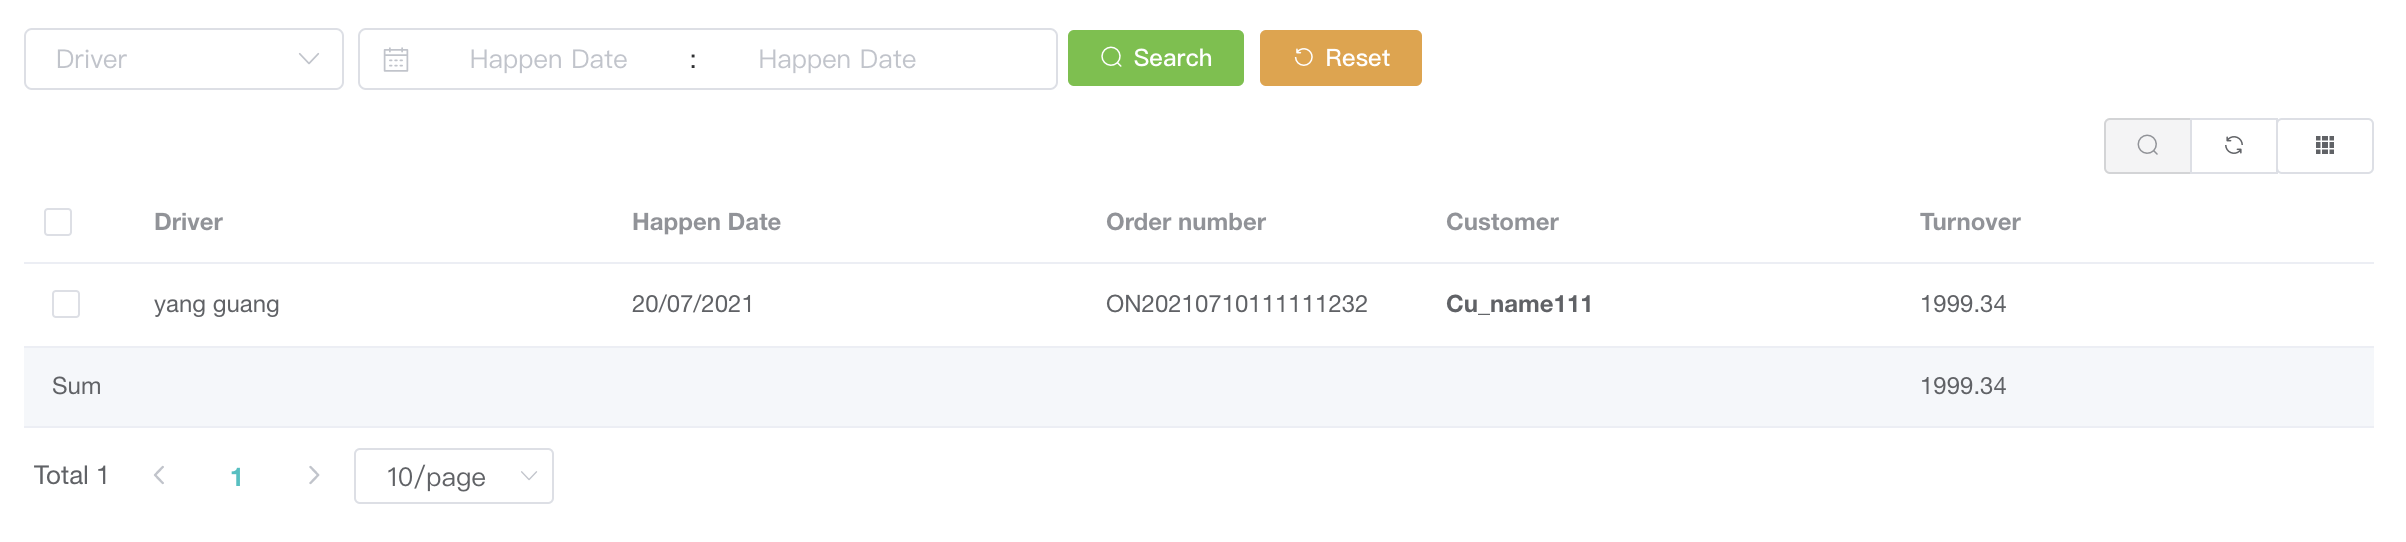 Driver Happen Date : Happen Date Search Reset
Driver Happen Date Order number Customer Turnover
yang guang 20/07/2021 ON20210710111111232 Cu_name111 1999.34
Sum 1999.34
Total 1 1 10/page